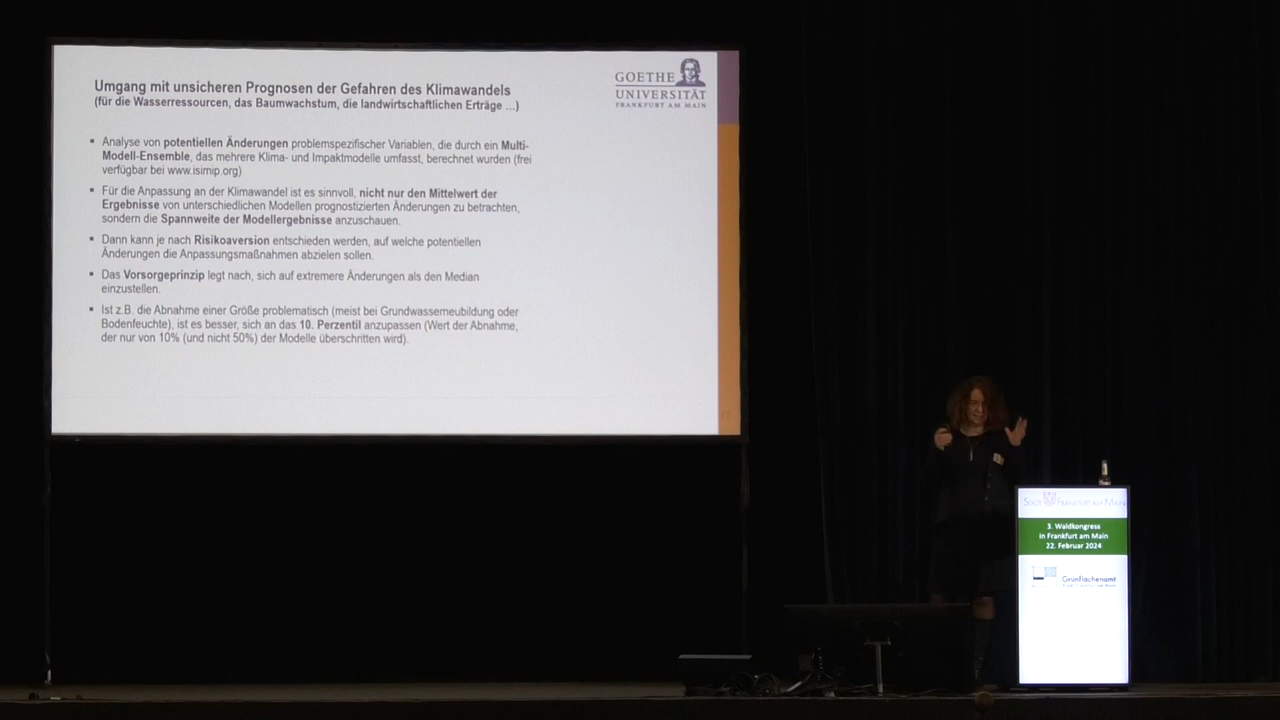 Umgang mit unsicheren Prognosen der Gefahren des Klimawandels
(für die Wasserressourcen, das Baumwachstum, die landwirtschaftlichen Erträge ...)
GOETHE
UNIVERSITÄT
FRANKFURT AM MAIN
▪ Analyse von potentiellen Änderungen problemspezifischer Variablen, die durch ein Multi-
Modell-Ensemble, das mehrere Klima- und Impaktmodelle umfasst, berechnet wurden (frei
verfügbar bei www.isimip.org)
▪ Für die Anpassung an der Klimawandel ist es sinnvoll, nicht nur den Mittelwert der
Ergebnisse von unterschiedlichen Modellen prognostizierten Änderungen zu betrachten,
sondern die Spannweite der Modellergebnisse anzuschauen.
▪ Dann kann je nach Risikoaversion entschieden werden, auf welche potentiellen
Änderungen die Anpassungsmaßnahmen abzielen sollen.
▪ Das Vorsorgeprinzip legt nach, sich auf extremere Änderungen als den Median
einzustellen.
▪ Ist z.B. die Abnahme einer Größe problematisch (meist bei Grundwasserneubildung oder
Bodenfeuchte), ist es besser, sich an das 10. Perzentil anzupassen (Wert der Abnahme,
der nur von 10% (und nicht 50%) der Modelle überschritten wird).
STADT FRANKFURT AM MAIN
3. Waldkongress
in Frankfurt am Main
22. Februar 2024
Grünflächenamt